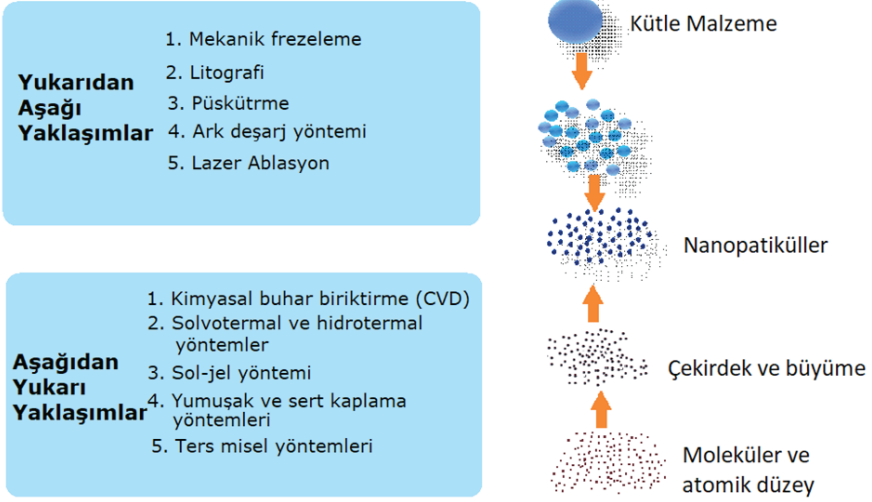 Yukarıdan
Aşağı
Yaklaşımlar
1. Mekanik frezeleme
2. Litografi
3. Püskütrme
4. Ark deşarj yöntemi
5. Lazer Ablasyon
Kütle Malzeme
Nanopatiküller
Aşağıdan
Yukarı
Yaklaşımlar
1. Kimyasal buhar biriktirme (CVD)
2. Solvotermal ve hidrotermal
yöntemler
3. Sol-jel yöntemi
4. Yumuşak ve sert kaplama
yöntemleri
5. Ters misel yöntemleri
Çekirdek ve büyüme
Moleküler ve
atomik düzey